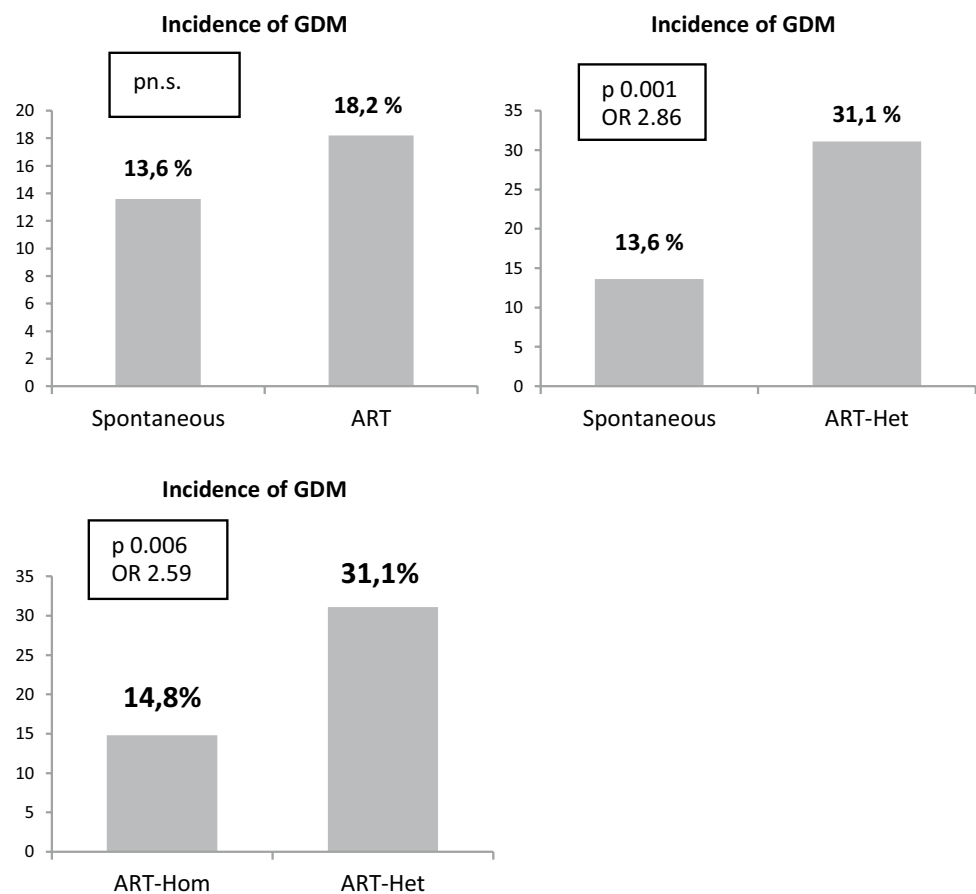 Incidence of GDM
pn.s.
18,2 %
13,6 %
20
18
16
14
12
10
8
6
4
2
0
Spontaneous
ART
Incidence of GDM
p 0.001
OR 2.86
31,1 %
13,6 %
35
30
25
20
15
10
5
0
Spontaneous
ART-Het
Incidence of GDM
p 0.006
OR 2.59
31,1%
14,8%
35
30
25
20
15
10
5
0
ART-Hom
ART-Het